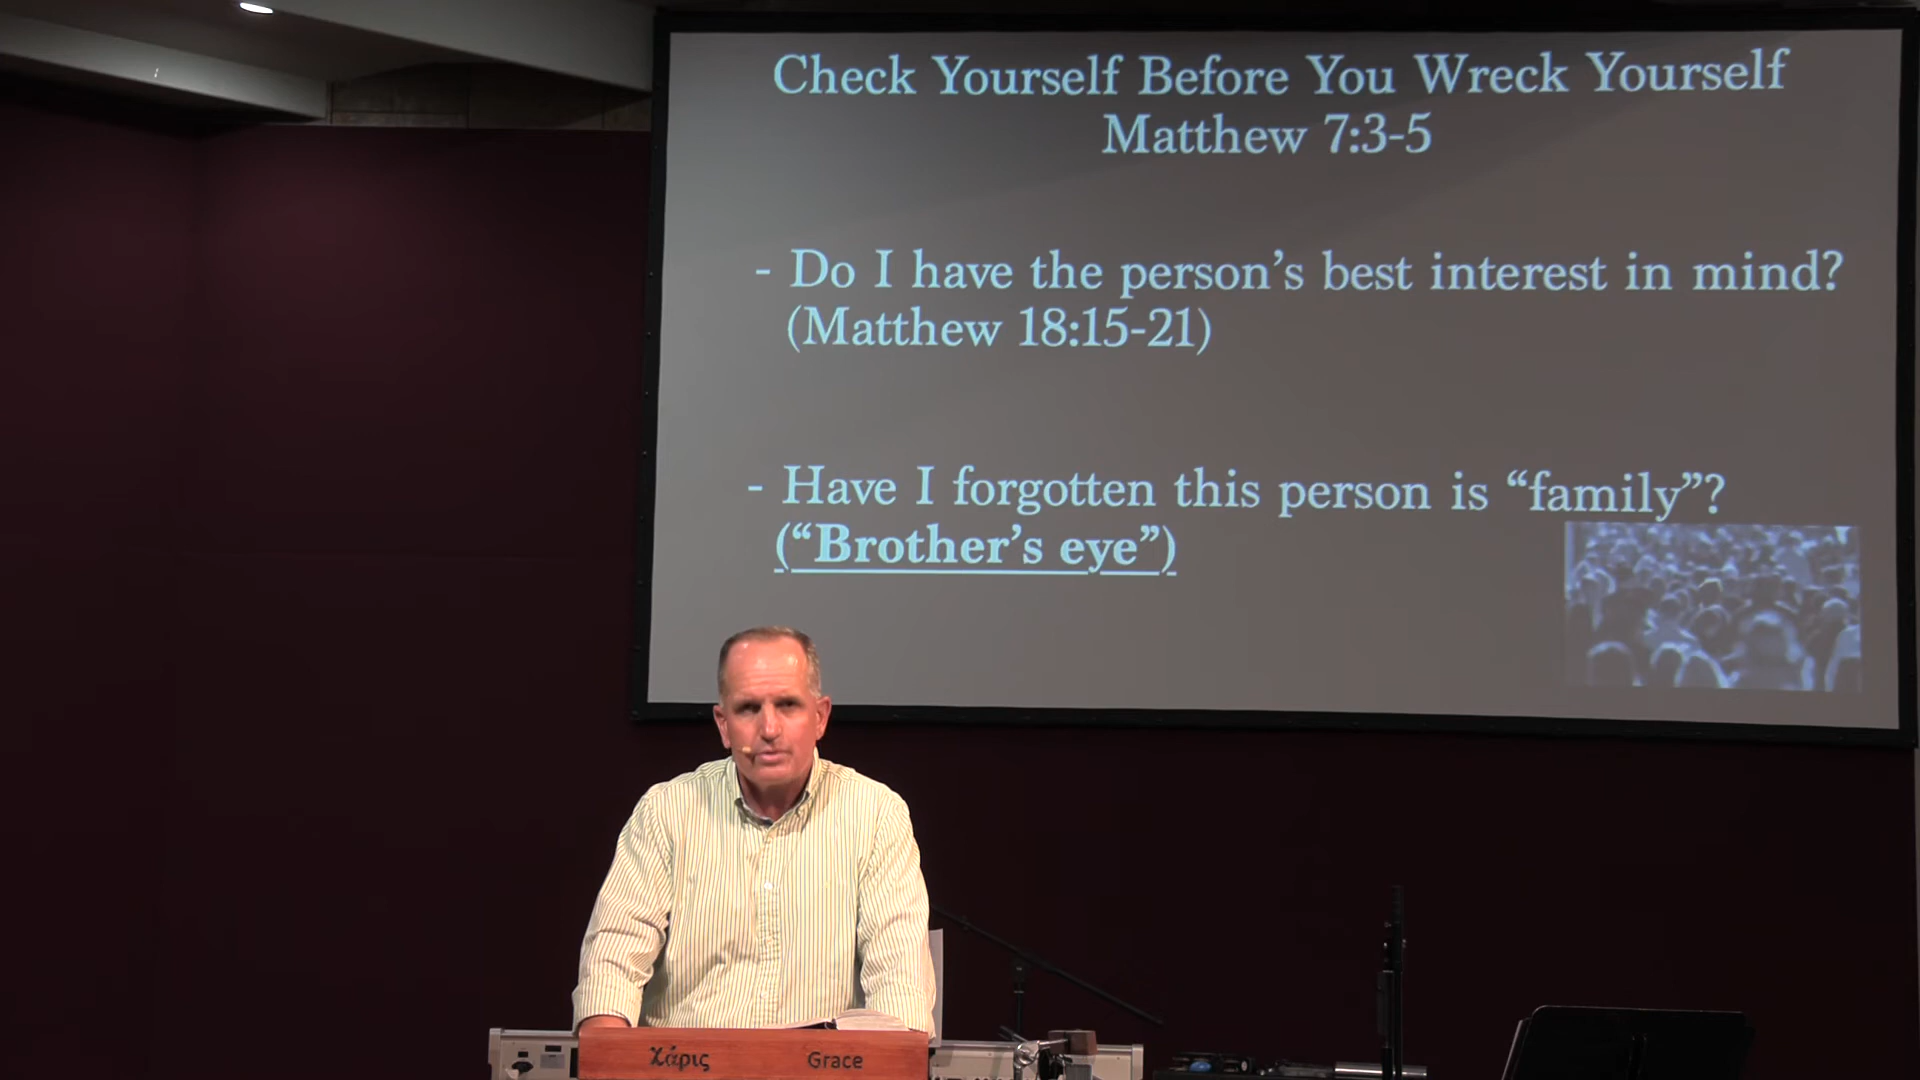 Check Yourself Before You Wreck Yourself
Matthew 7:3-5
- Do I have the person’s best interest in mind?
(Matthew 18:15-21)
- Have I forgotten this person is “family”?
(“Brother’s eye”)
Χάρις Grace